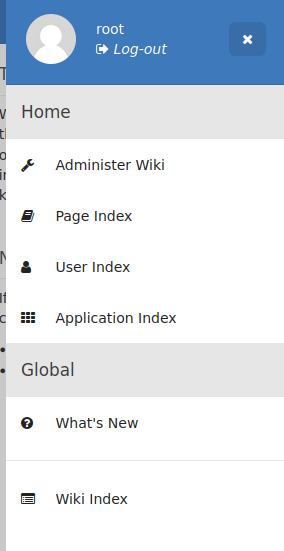 root
Log-out
Home
Administer Wiki
Page Index
User Index
Application Index
Global
What's New
Wiki Index